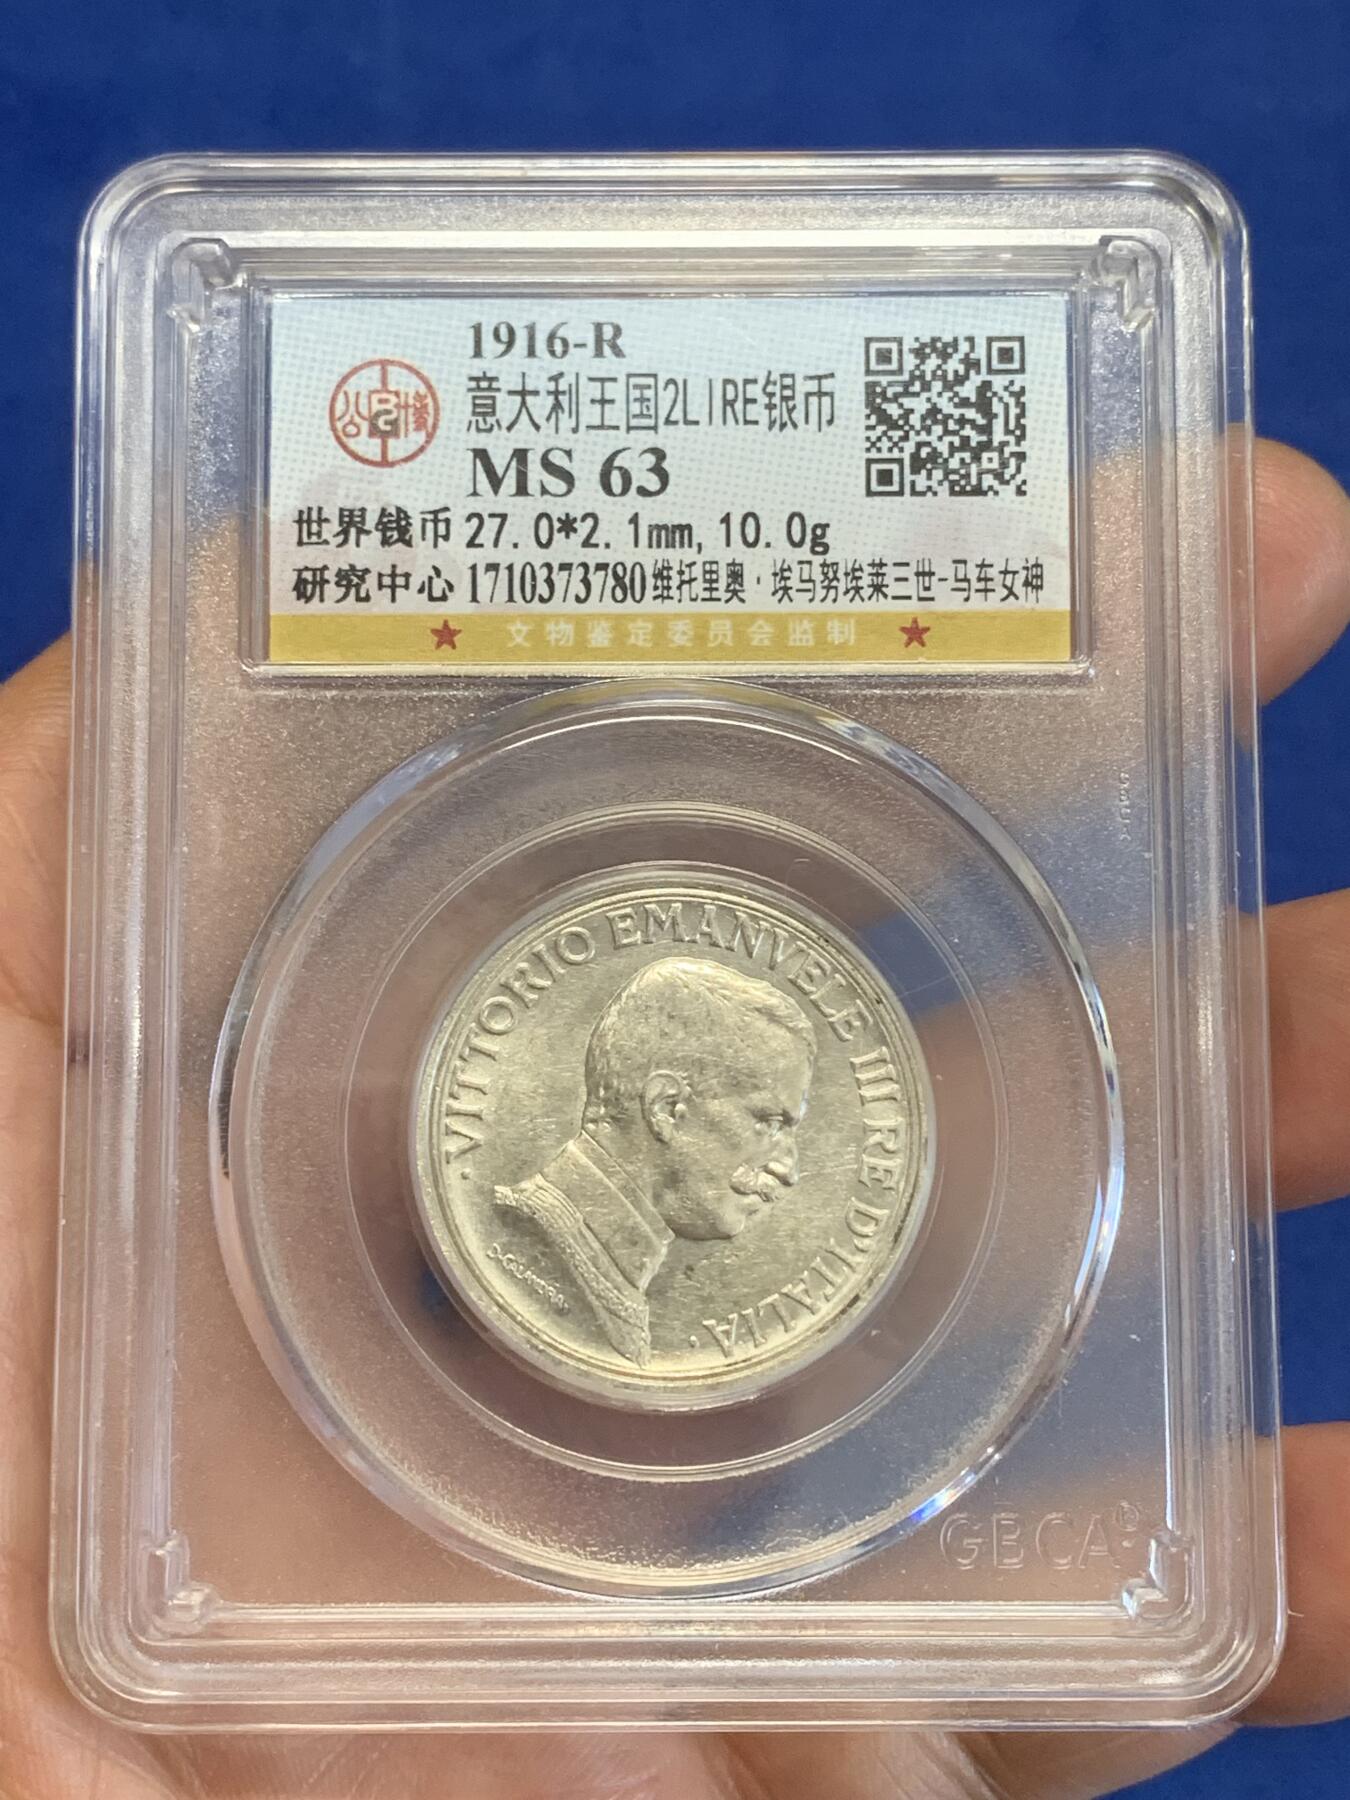 1916-R
意大利王国2LIRE银币
MS 63
世界钱币 27.0*2.1mm, 10.0g
研究中心 1710373780维托里奥·埃马努埃莱三世-马车女神
★ 文物鉴定委员会监制 ★
公博
· VITTORIO EMANVELE III RE D'ITALIA ·
D·CALANDRA
GBCA®